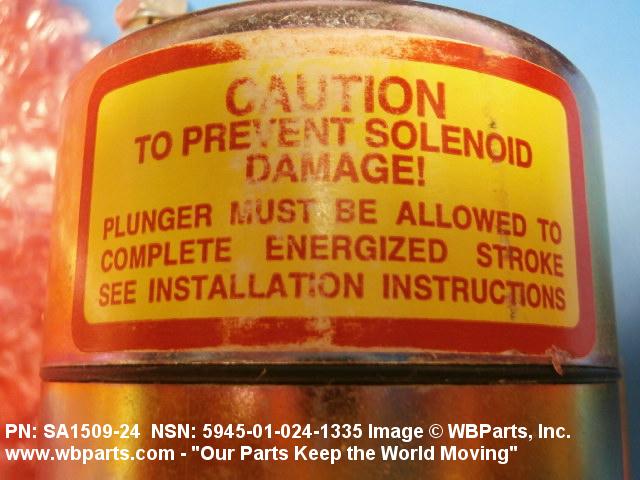 CAUTION
TO PREVENT SOLENOID
DAMAGE!
PLUNGER MUST BE ALLOWED TO
COMPLETE ENERGIZED STROKE
SEE INSTALLATION INSTRUCTIONS
PN: SA1509-24 NSN: 5945-01-024-1335 Image © WBParts, Inc.
www.wbparts.com - "Our Parts Keep the World Moving"